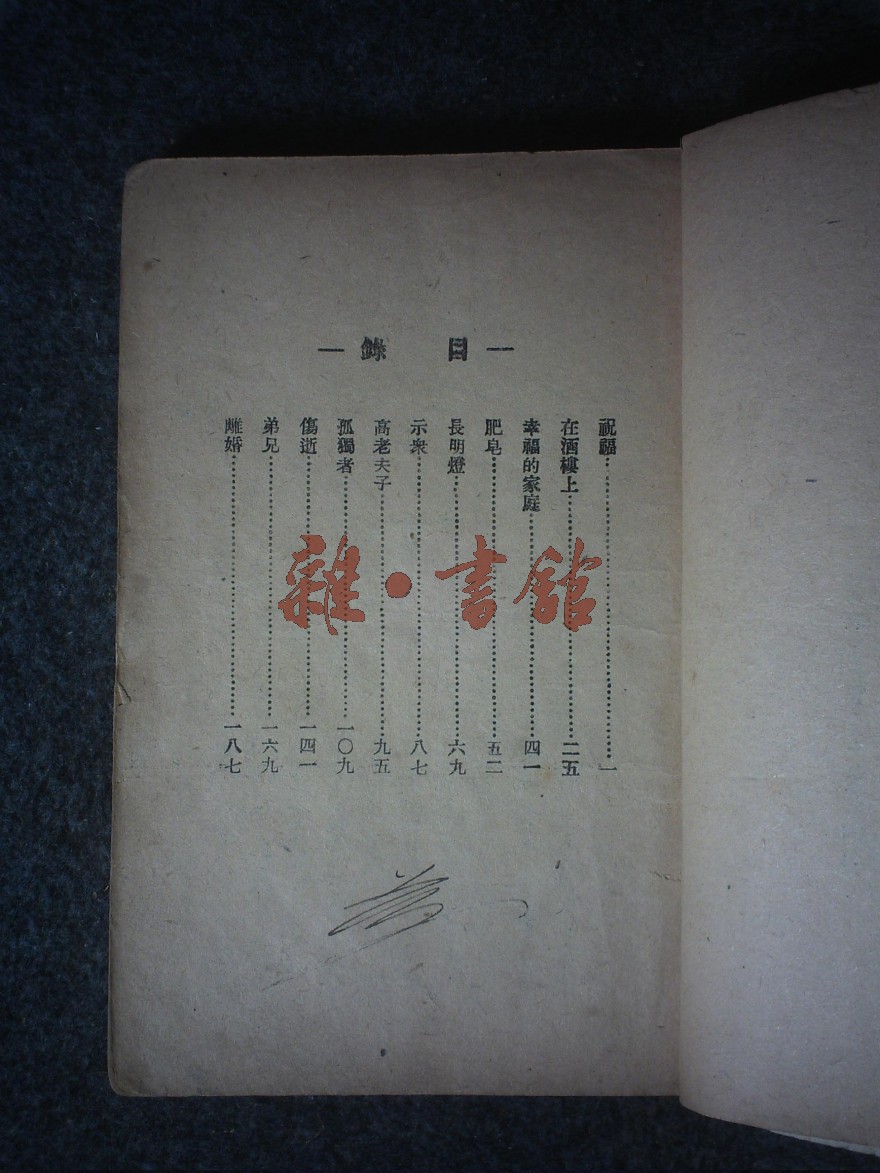 — 目 錄 —
祝福………一
在酒樓上………二五
幸福的家庭………四一
肥皂………五二
長明燈………六九
示衆………八七
高老夫子………九五
孤獨者………一〇九
傷逝………一四一
弟兄………一六九
離婚………一八七
雜·書館